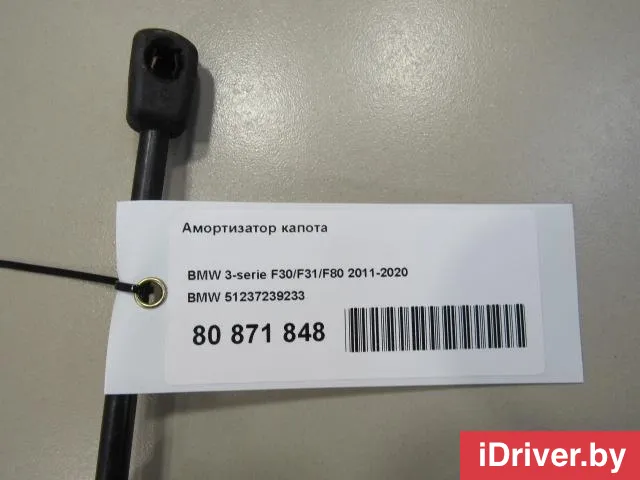 Амортизатор капота
BMW 3-serie F30/F31/F80 2011-2020
BMW 51237239233
80 871 848
iDriver.by